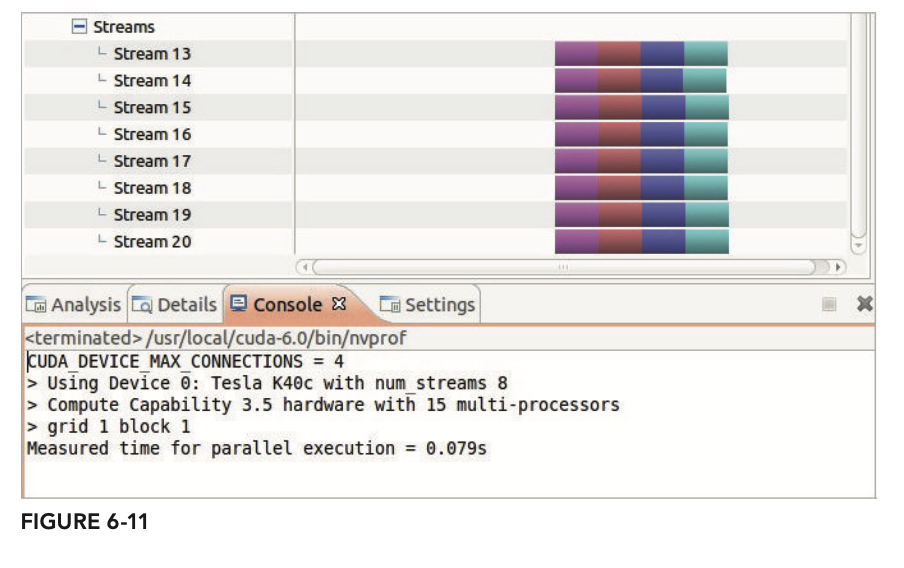 Streams
Stream 13
Stream 14
Stream 15
Stream 16
Stream 17
Stream 18
Stream 19
Stream 20
Analysis Details Console Settings
<terminated> /usr/local/cuda-6.0/bin/nvprof
CUDA_DEVICE_MAX_CONNECTIONS = 4
> Using Device 0: Tesla K40c with num_streams 8
> Compute Capability 3.5 hardware with 15 multi-processors
> grid 1 block 1
Measured time for parallel execution = 0.079s
FIGURE 6-11